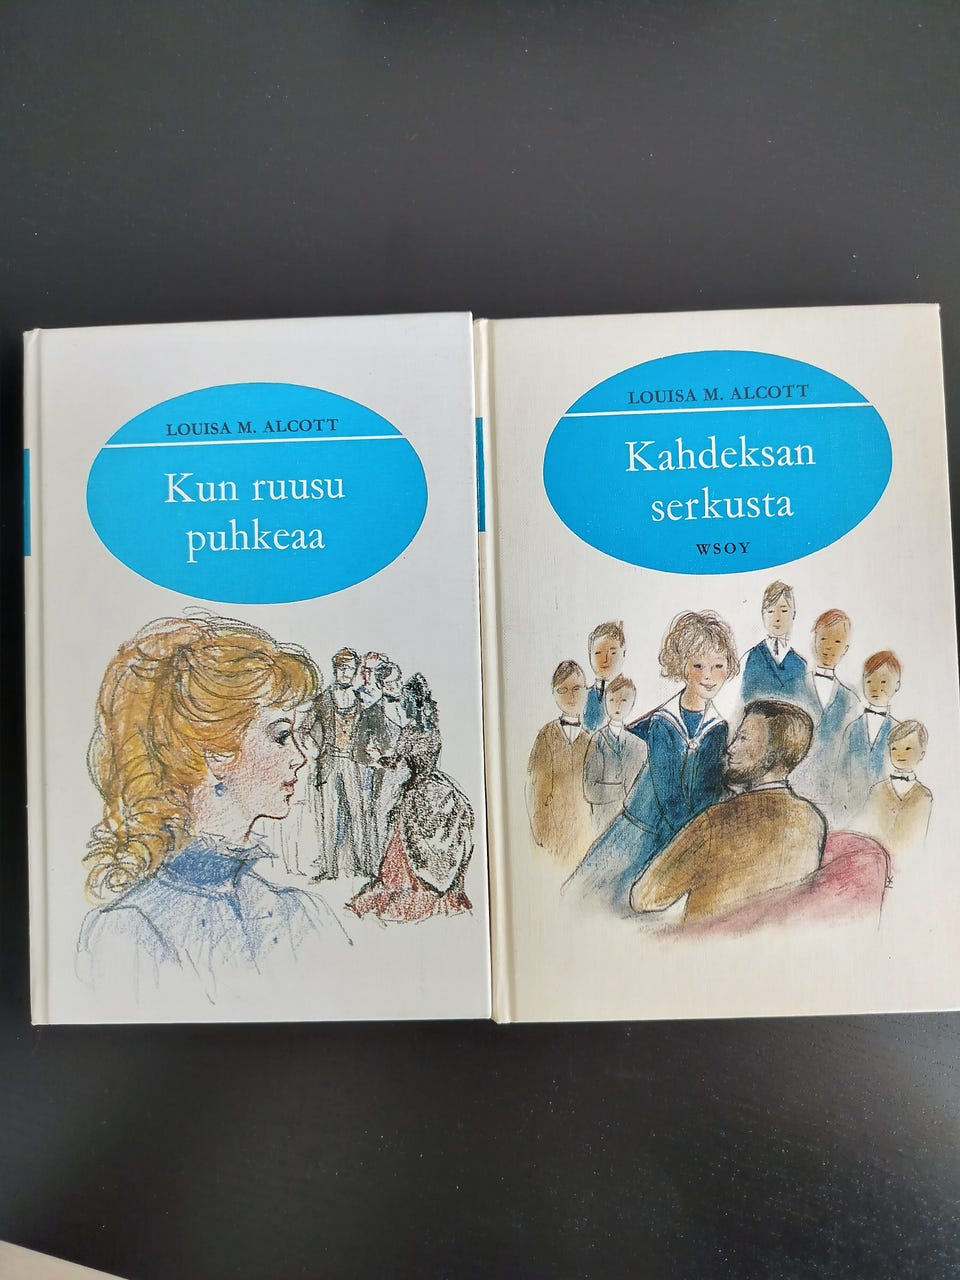 LOUISA M. ALCOTT
Kun ruusu
puhkeaa
LOUISA M. ALCOTT
Kahdeksan
serkusta
WSOY